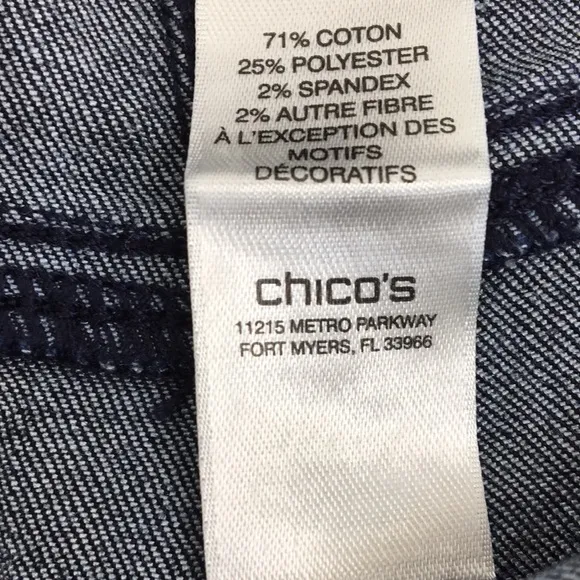 71% COTON
25% POLYESTER
2% SPANDEX
2% AUTRE FIBRE
À L'EXCEPTION DES
MOTIFS
DÉCORATIFS
chico's
11215 METRO PARKWAY
FORT MYERS, FL 33966